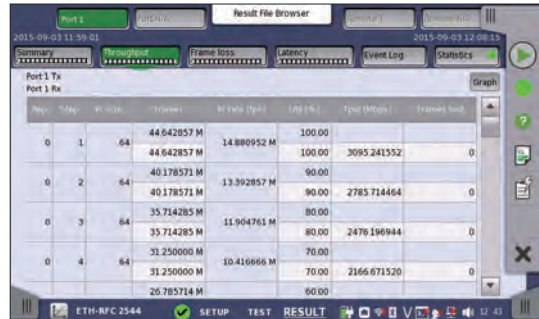 Port 1
Result File Browser
2015-09-03 11:59:01
2015-09-03 12:08:15
Summary Throughput Frame loss Latency Event Log Statistics
Port 1 Tx
Port 1 Rx
Graph
Rep. Step Fr size Frames Fr rate (fps) Util (%) Tput (Mbps) Frames lost
44.642857 M 100.00
0 1 64 14.880952 M
44.642857 M 100.00 3095.241552 0
40.178571 M 90.00
0 2 64 13.392857 M
40.178571 M 90.00 2785.714464 0
35.714285 M 80.00
0 3 64 11.904761 M
35.714285 M 80.00 2476.196944 0
31.250000 M 70.00
0 4 64 10.416666 M
31.250000 M 70.00 2166.671520 0
26.785714 M 60.00
ETH-RFC 2544 SETUP TEST RESULT 12:43